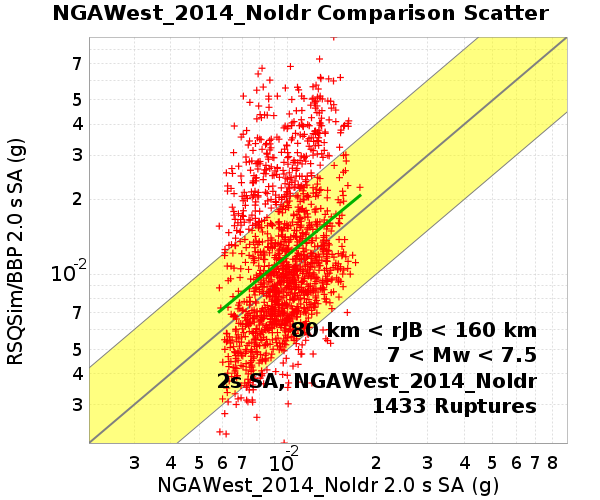 NGAWest_2014_NoIdr Comparison Scatter
RSQSim/BBP 2.0 s SA (g)
7
5
4
3
2
10-2
7
5
4
3
80 km < rJB < 160 km
7 < Mw < 7.5
2s SA, NGAWest_2014_NoIdr
1433 Ruptures
3 4 5 6 7 10-2 2 3 4 5 6 7 8
NGAWest_2014_NoIdr 2.0 s SA (g)